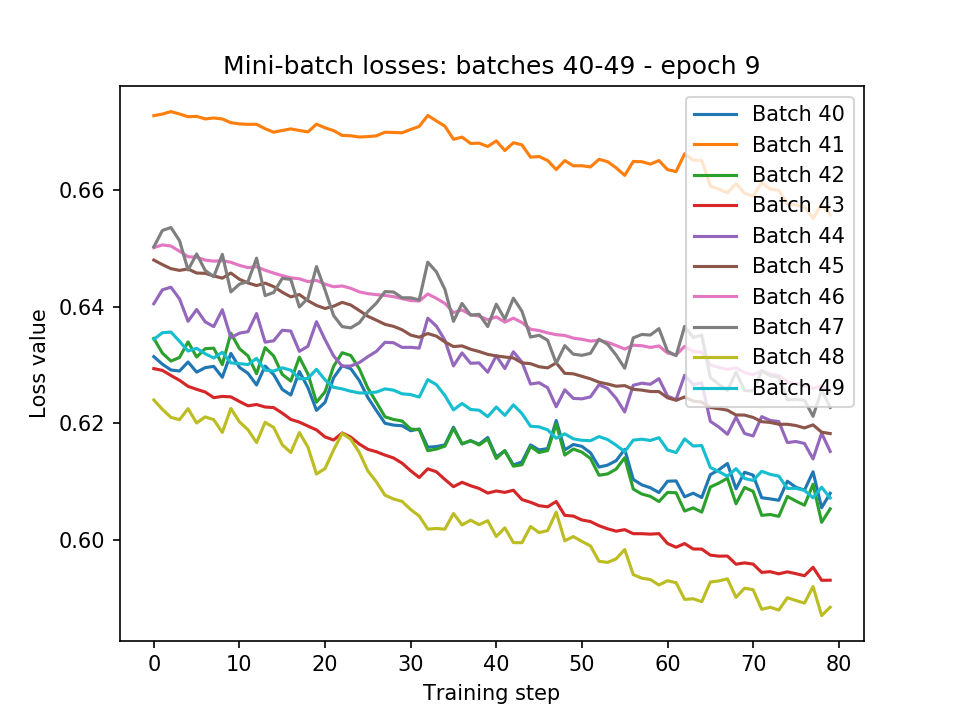 Mini-batch losses: batches 40-49 - epoch 9
Loss value
0.66
0.64
0.62
0.60
Batch 40
Batch 41
Batch 42
Batch 43
Batch 44
Batch 45
Batch 46
Batch 47
Batch 48
Batch 49
0 10 20 30 40 50 60 70 80
Training step